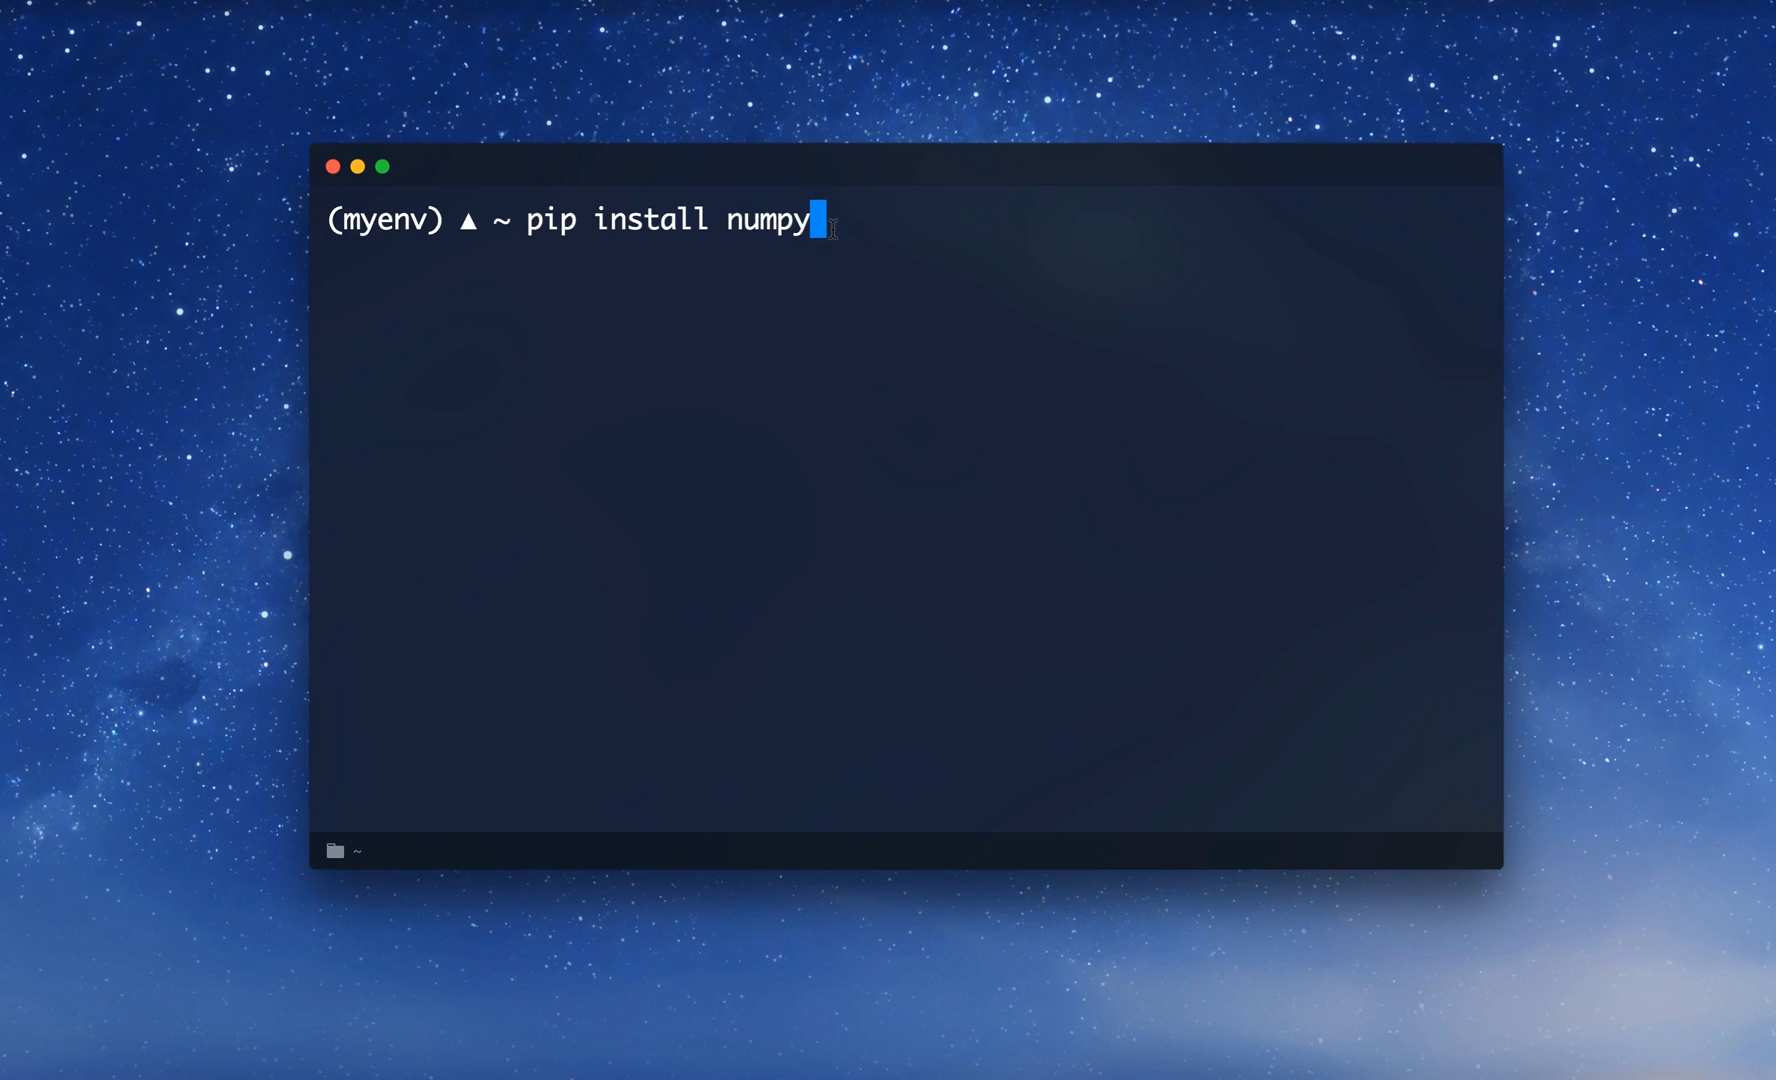 (myenv) ▲ ~ pip install numpy
~